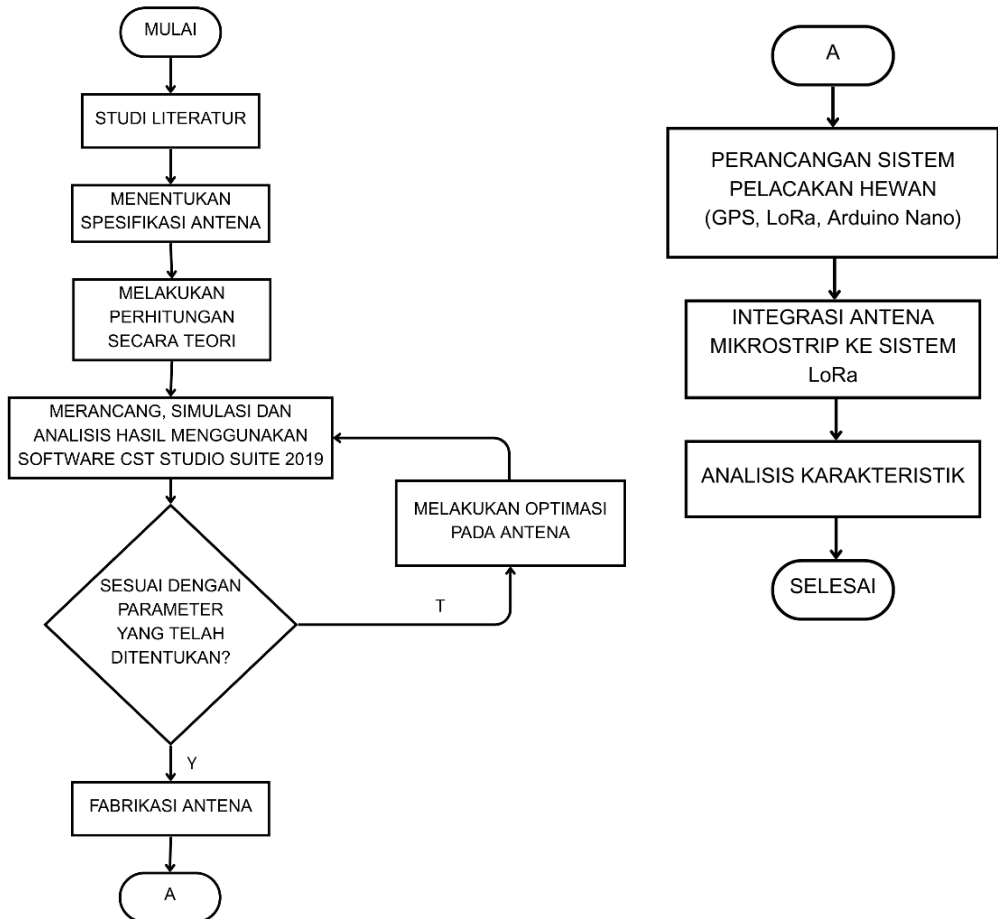 MULAI
STUDI LITERATUR
MENENTUKAN
SPESIFIKASI ANTENA
MELAKUKAN
PERHITUNGAN
SECARA TEORI
MERANCANG, SIMULASI DAN
ANALISIS HASIL MENGGUNAKAN
SOFTWARE CST STUDIO SUITE 2019
SESUAI DENGAN
PARAMETER
YANG TELAH
DITENTUKAN?
T
MELAKUKAN OPTIMASI
PADA ANTENA
Y
FABRIKASI ANTENA
A
A
PERANCANGAN SISTEM
PELACAKAN HEWAN
(GPS, LoRa, Arduino Nano)
INTEGRASI ANTENA
MIKROSTRIP KE SISTEM
LoRa
ANALISIS KARAKTERISTIK
SELESAI